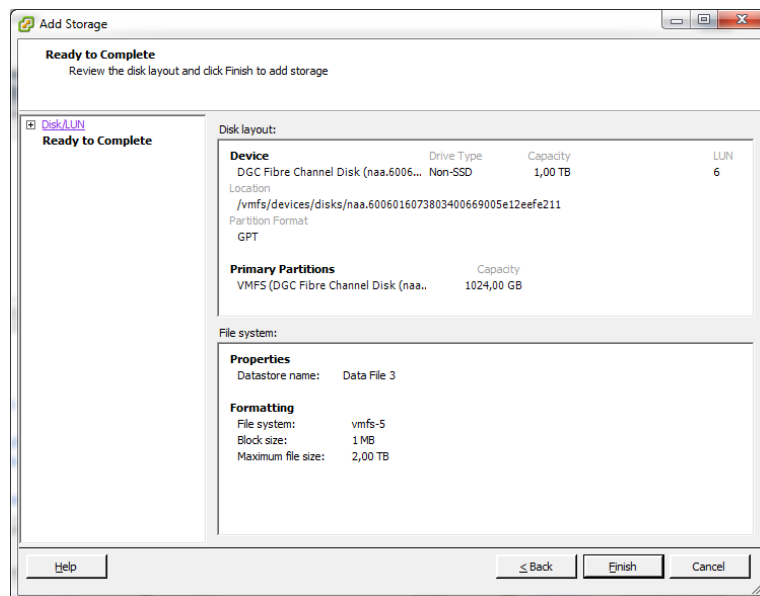 Add Storage
Ready to Complete
Review the disk layout and click Finish to add storage
Disk/LUN
Ready to Complete
Disk layout:
Device Drive Type Capacity LUN
DGC Fibre Channel Disk (naa.6006... Non-SSD 1,00 TB 6
Location
/vmfs/devices/disks/naa.6006016073803400669005e12eefe211
Partition Format
GPT
Primary Partitions Capacity
VMFS (DGC Fibre Channel Disk (naa.. 1024,00 GB
File system:
Properties
Datastore name: Data File 3
Formatting
File system: vmfs-5
Block size: 1 MB
Maximum file size: 2,00 TB
Help < Back Finish Cancel